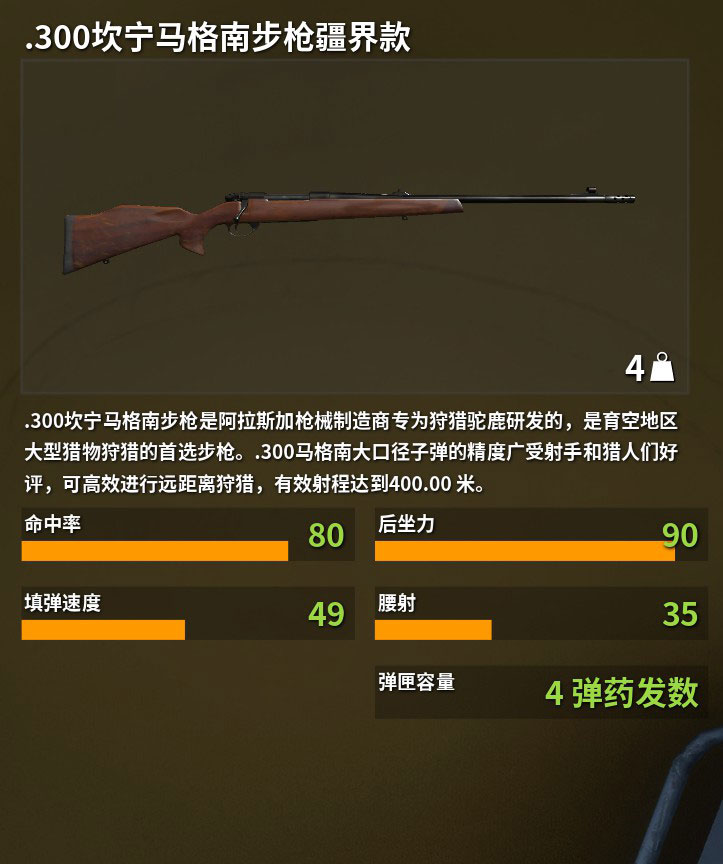 .300坎宁马格南步枪疆界款
4
.300坎宁马格南步枪是阿拉斯加枪械制造商专为狩猎驼鹿研发的，是育空地区
大型猎物狩猎的首选步枪。.300马格南大口径子弹的精度广受射手和猎人们好
评，可高效进行远距离狩猎，有效射程达到400.00 米。
命中率 80
后坐力 90
填弹速度 49
腰射 35
弹匣容量 4 弹药发数